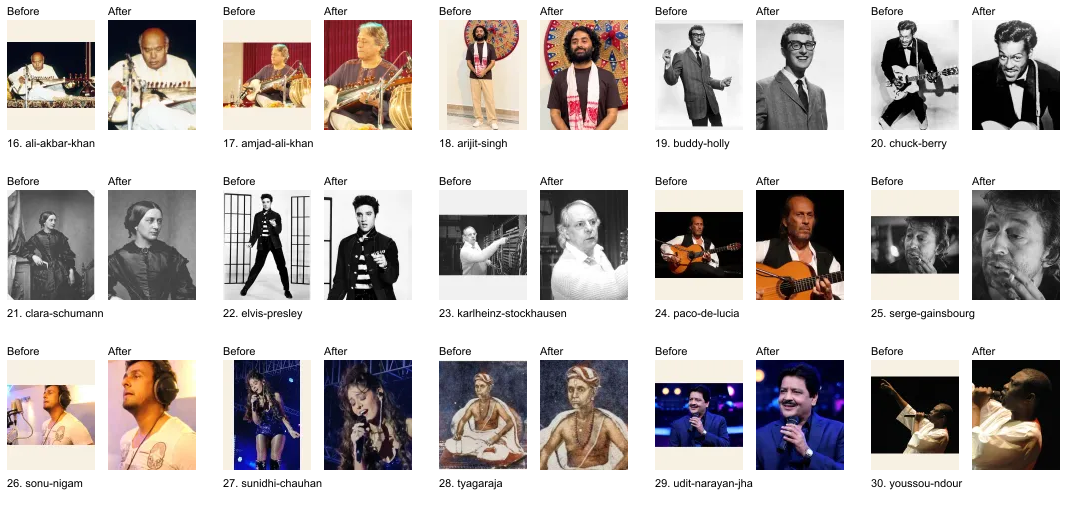 Before After Before After Before After Before After Before After
16. ali-akbar-khan 17. amjad-ali-khan 18. arijit-singh 19. buddy-holly 20. chuck-berry
Before After Before After Before After Before After Before After
21. clara-schumann 22. elvis-presley 23. karlheinz-stockhausen 24. paco-de-lucia 25. serge-gainsbourg
Before After Before After Before After Before After Before After
26. sonu-nigam 27. sunidhi-chauhan 28. tyagaraja 29. udit-narayan-jha 30. youssou-ndour